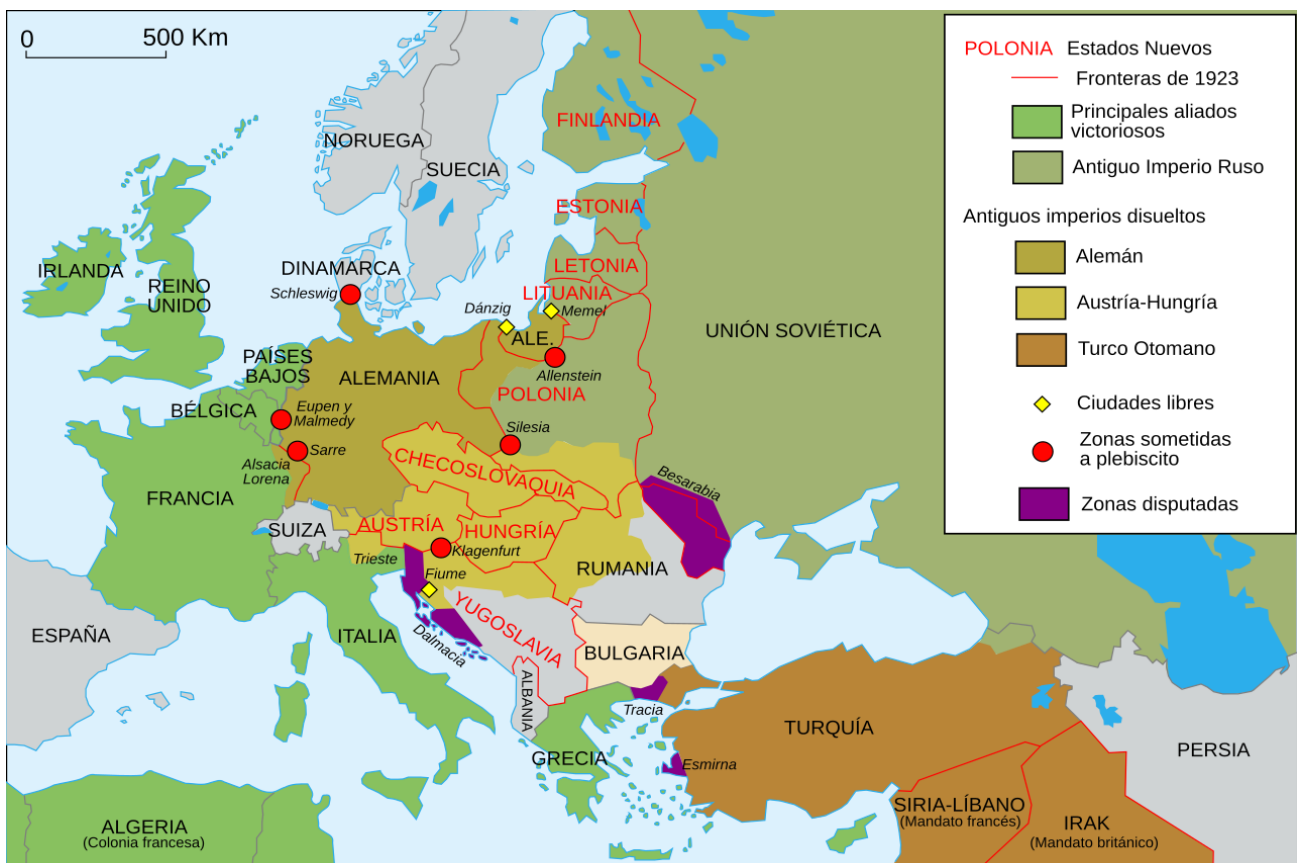 0 500 Km
POLONIA Estados Nuevos
Fronteras de 1923
Principales aliados
victoriosos
Antiguo Imperio Ruso
Antiguos imperios disueltos
Alemán
Austría-Hungría
Turco Otomano
Ciudades libres
Zonas sometidas
a plebiscito
Zonas disputadas
FINLANDIA
NORUEGA
SUECIA
ESTONIA
LETONIA
LITUANIA
Memel
IRLANDA
REINO
UNIDO
DINAMARCA
Schleswig
Dánzig
ALE.
Allenstein
UNIÓN SOVIÉTICA
PAÍSES
BAJOS
ALEMANIA
POLONIA
BÉLGICA
Eupen y
Malmedy
Silesia
Sarre
Alsacia
Lorena
CHECOSLOVAQUIA
Besarabia
FRANCIA
SUIZA
AUSTRÍA
HUNGRÍA
Klagenfurt
Trieste
Fiume
RUMANIA
YUGOSLAVIA
ESPAÑA
ITALIA
Dalmacia
BULGARIA
ALBANIA
Tracia
TURQUÍA
PERSIA
GRECIA
Esmirna
SIRIA-LÍBANO
(Mandato francés)
IRAK
(Mandato británico)
ALGERIA
(Colonia francesa)